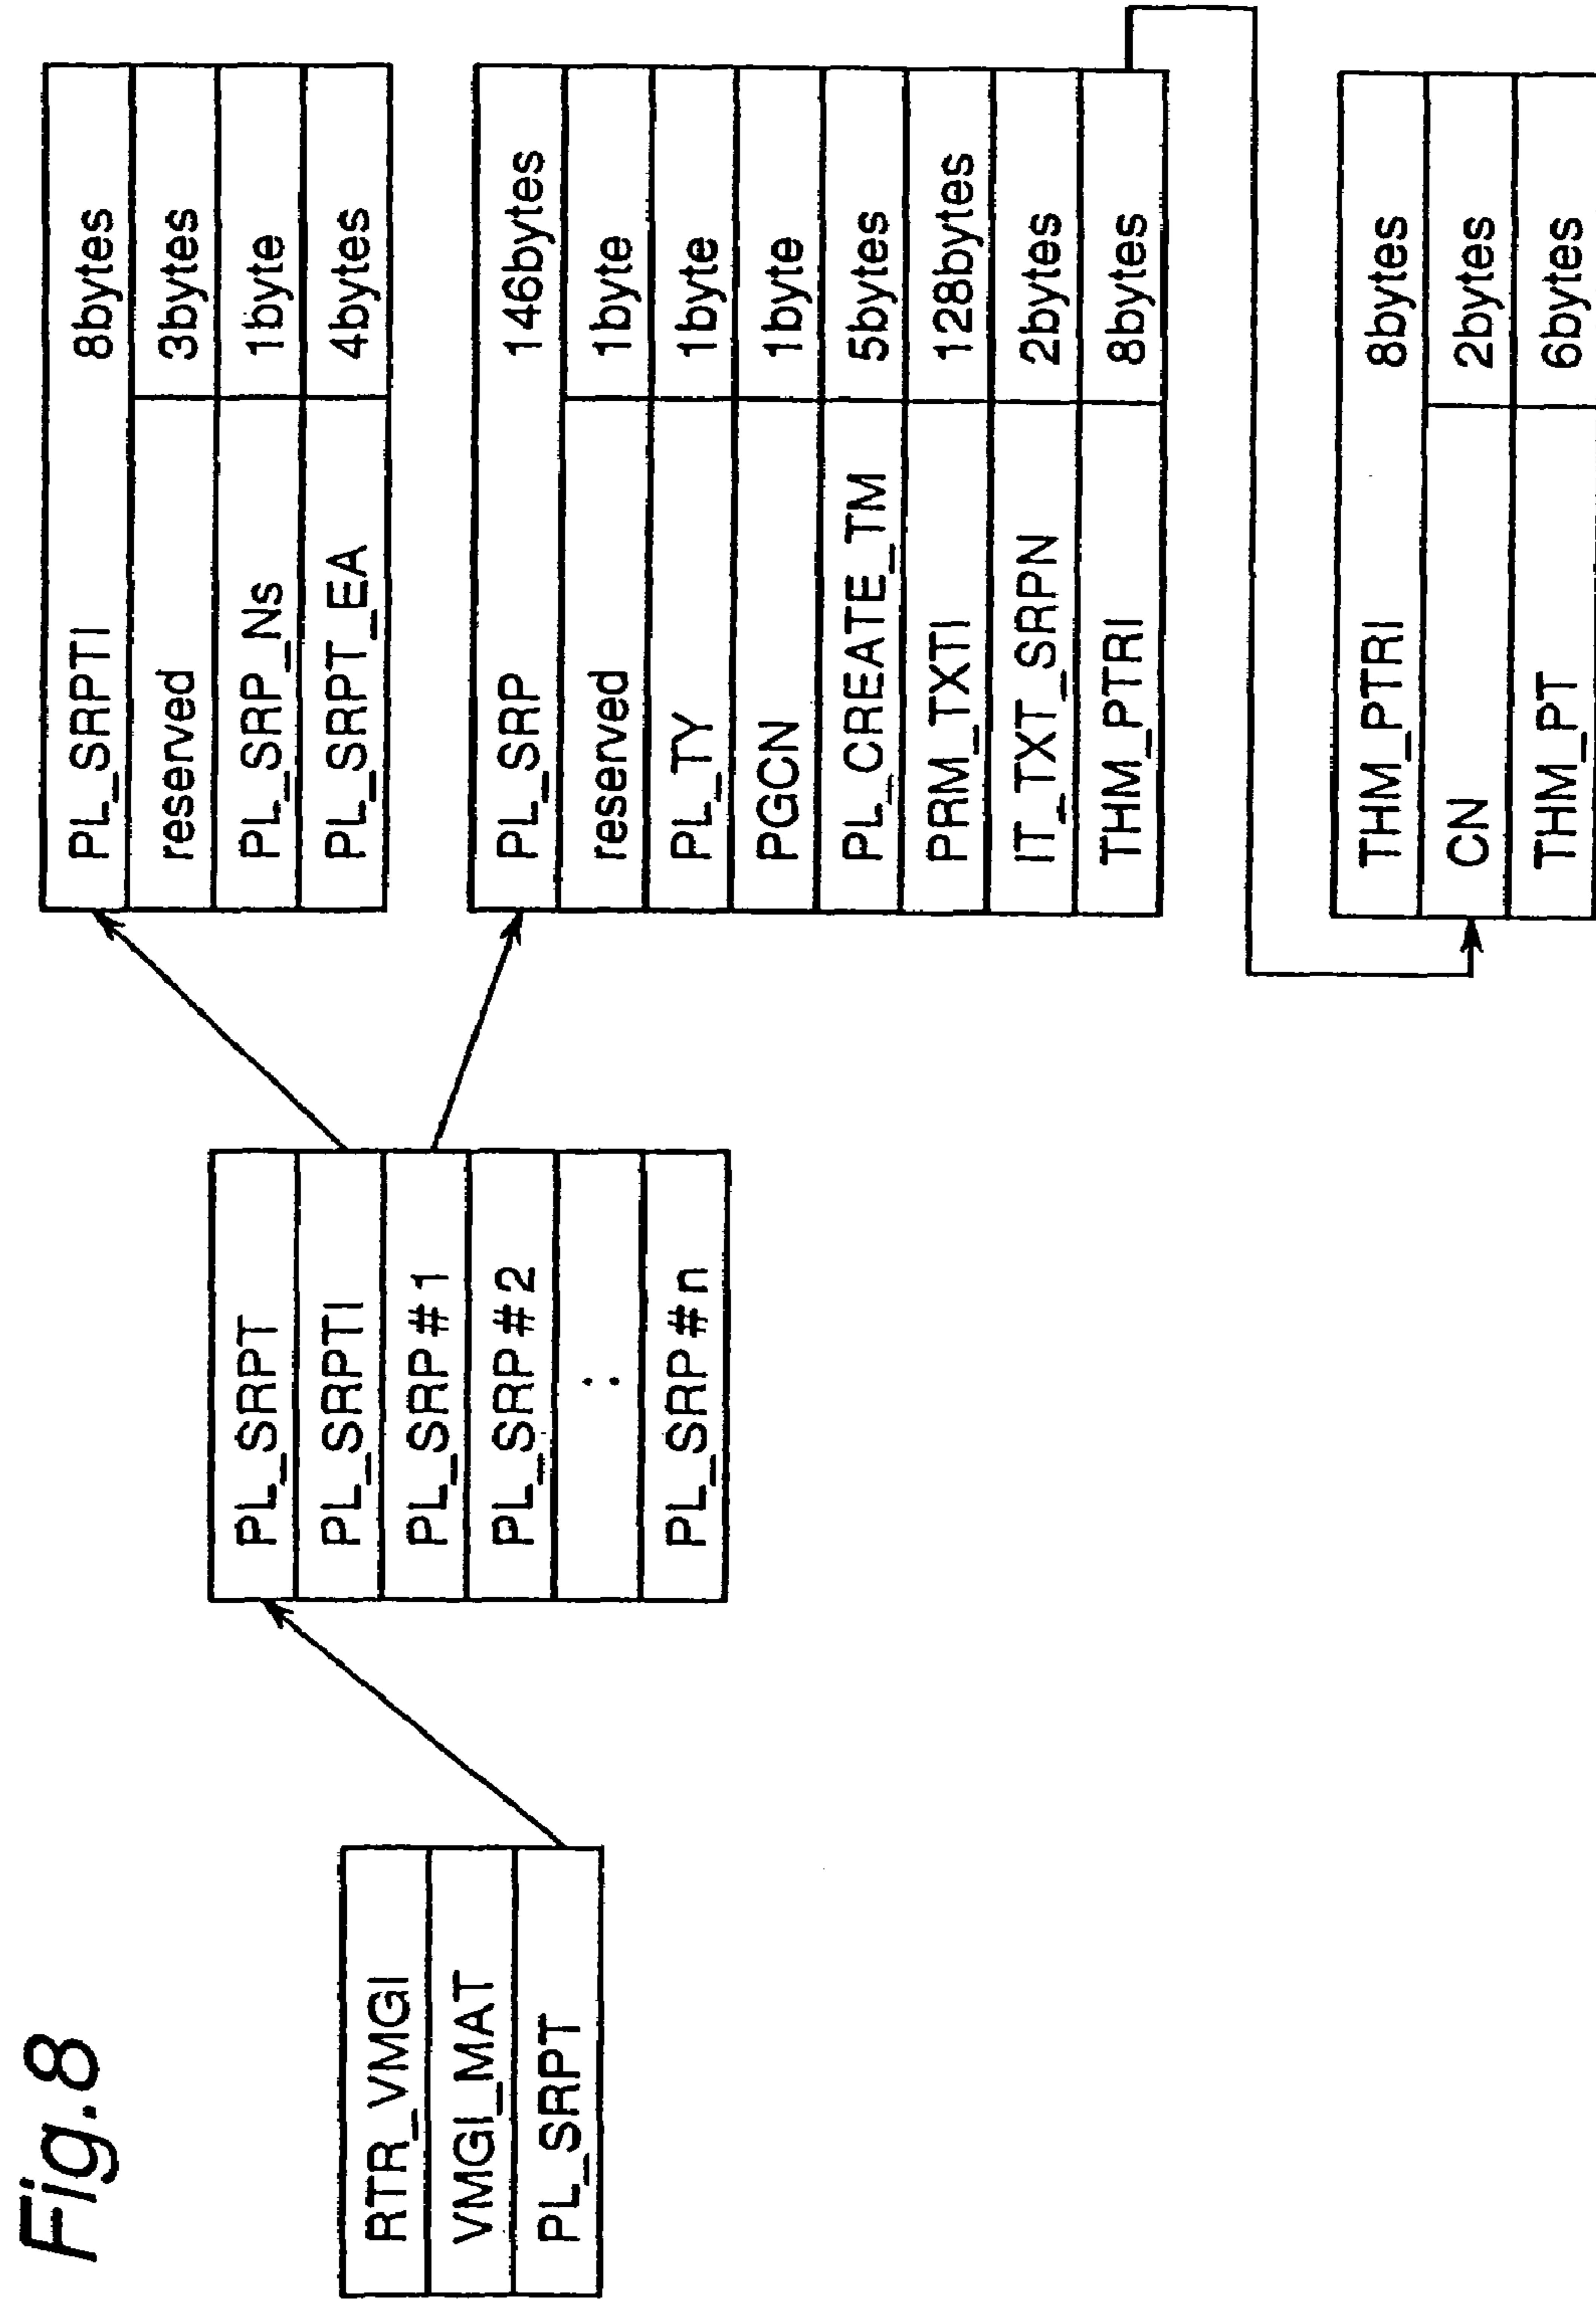 Fig.8
RTR_VMGI
VMGI_MAT
PL_SRPT
PL_SRPT
PL_SRPTI
PL_SRP#1
PL_SRP#2
:
PL_SRP#n
PL_SRPTI 8bytes
reserved 3bytes
PL_SRP_Ns 1byte
PL_SRPT_EA 4bytes
PL_SRP 146bytes
reserved 1byte
PL_TY 1byte
PGCN 1byte
PL_CREATE_TM 5bytes
PRM_TXTI 128bytes
IT_TXT_SRPN 2bytes
THM_PTRI 8bytes
THM_PTRI 8bytes
CN 2bytes
THM_PT 6bytes